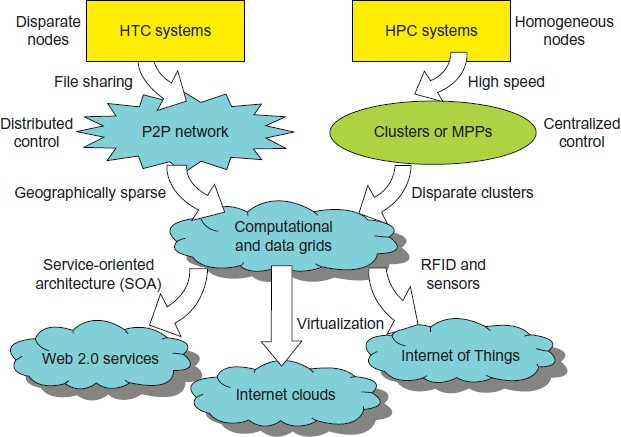 Disparate
nodes
HTC systems
HPC systems
Homogeneous
nodes
File sharing
High speed
Distributed
control
P2P network
Clusters or MPPs
Centralized
control
Geographically sparse
Disparate clusters
Computational
and data grids
Service-oriented
architecture (SOA)
RFID and
sensors
Virtualization
Web 2.0 services
Internet of Things
Internet clouds